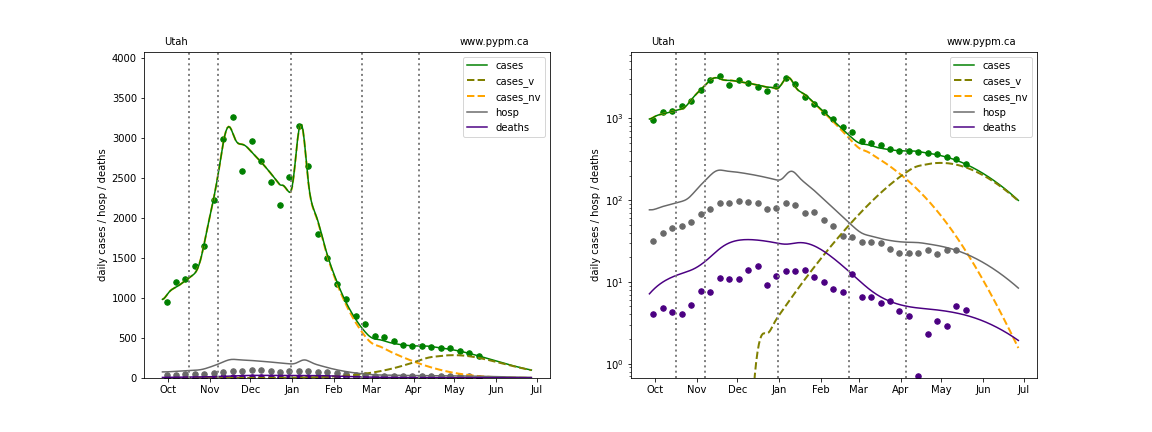 Utah
www.pypm.ca
4000
3500
3000
2500
2000
1500
1000
500
0
daily cases / hosp / deaths
Oct Nov Dec Jan Feb Mar Apr May Jun Jul
cases
cases_v
cases_nv
hosp
deaths
Utah
www.pypm.ca
10³
10²
10¹
10⁰
daily cases / hosp / deaths
Oct Nov Dec Jan Feb Mar Apr May Jun Jul
cases
cases_v
cases_nv
hosp
deaths